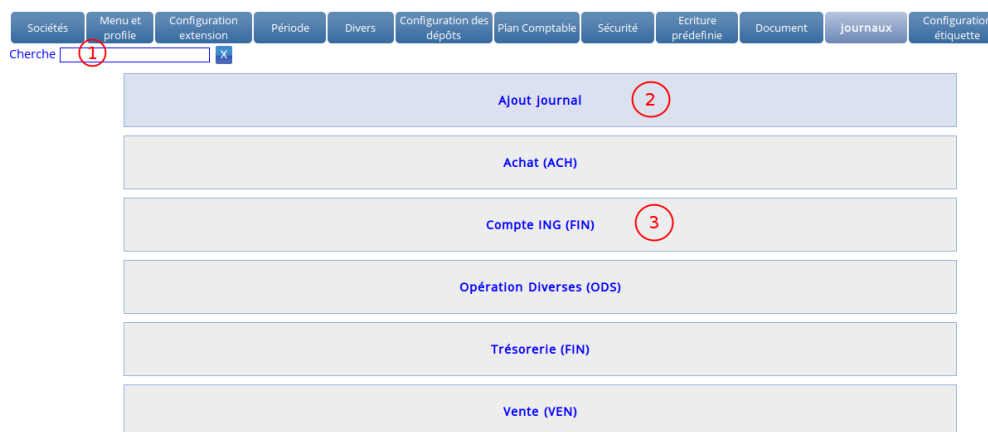 Sociétés
Menu et
profile
Configuration
extension
Période
Divers
Configuration des
dépôts
Plan Comptable
Sécurité
Ecriture
prédefinie
Document
journaux
Configuration
étiquette
Cherche 1 X
Ajout journal 2
Achat (ACH)
Compte ING (FIN) 3
Opération Diverses (ODS)
Trésorerie (FIN)
Vente (VEN)